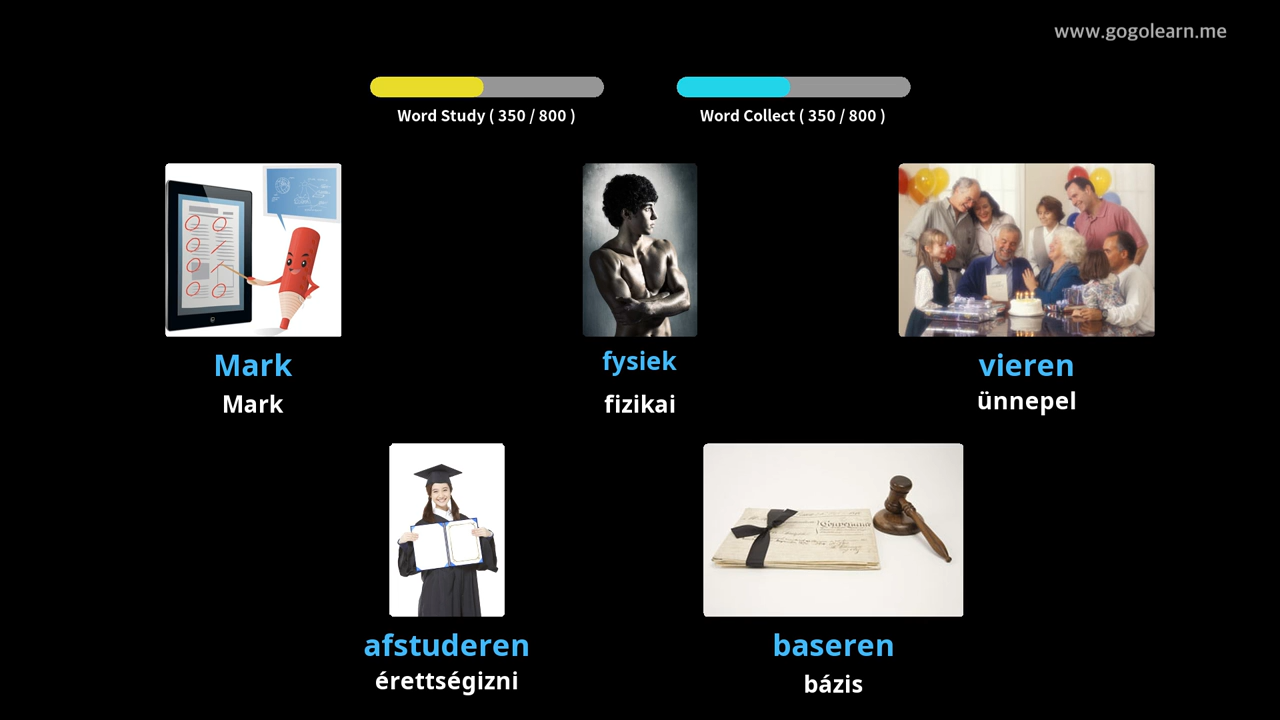 www.gogolearn.me
Word Study ( 350 / 800 )
Word Collect ( 350 / 800 )
Mark
Mark
fysiek
fizikai
vieren
ünnepel
afstuderen
érettségizni
baseren
bázis